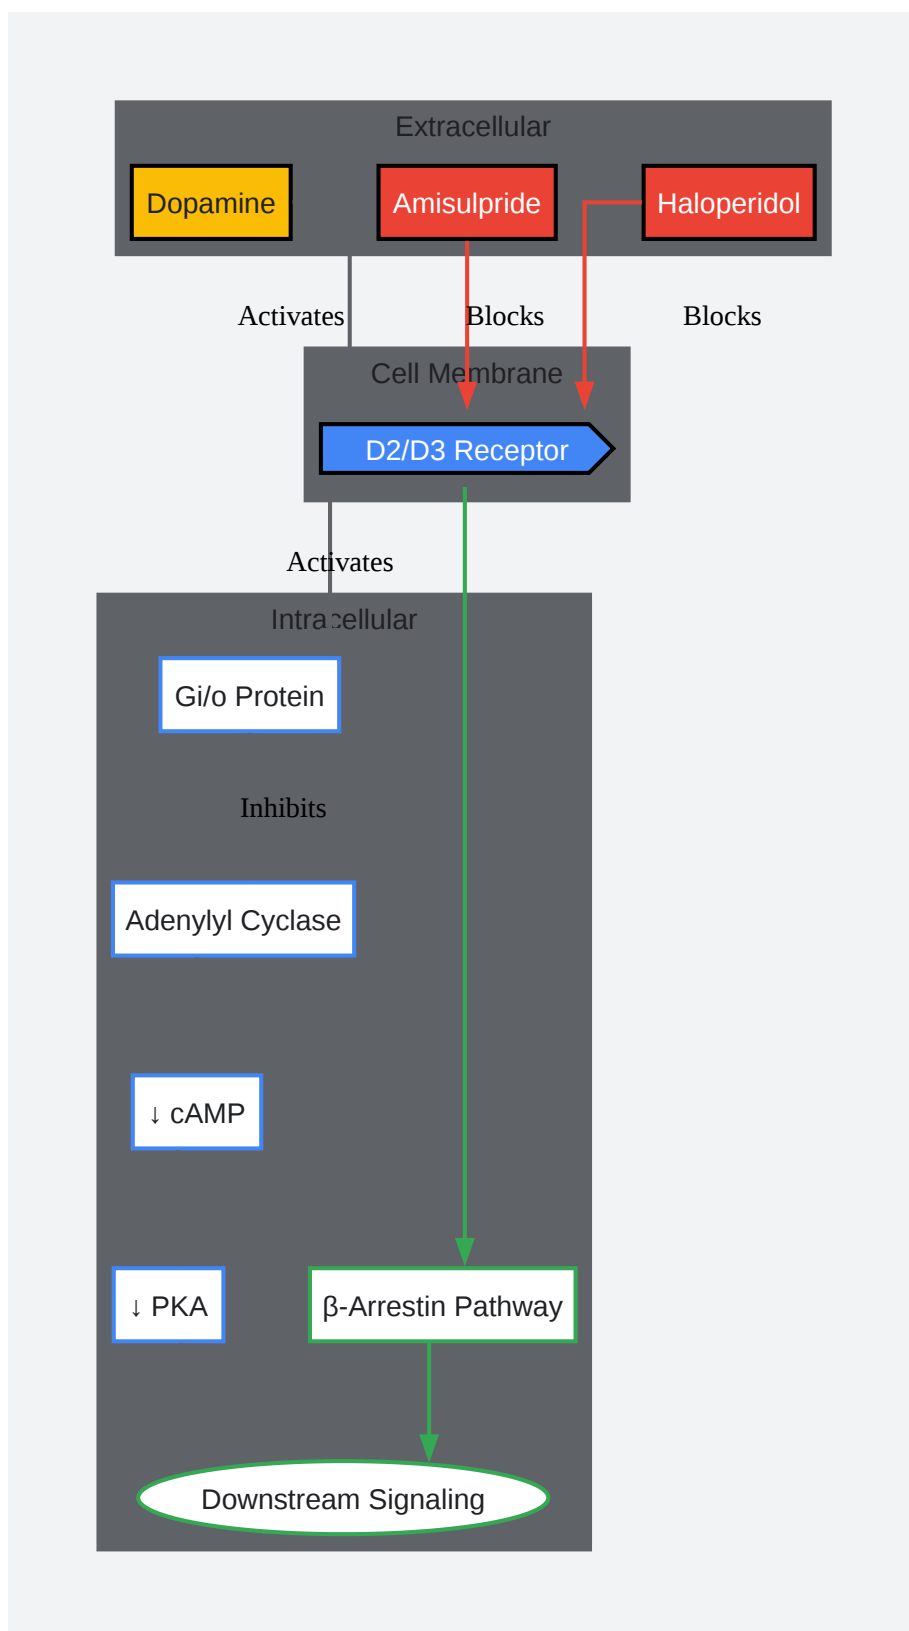 Extracellular
Dopamine
Amisulpride
Haloperidol
Activates
Blocks
Blocks
Cell Membrane
D2/D3 Receptor
Activates
Intracellular
Gi/o Protein
Inhibits
Adenylyl Cyclase
↓ cAMP
↓ PKA
β-Arrestin Pathway
Downstream Signaling